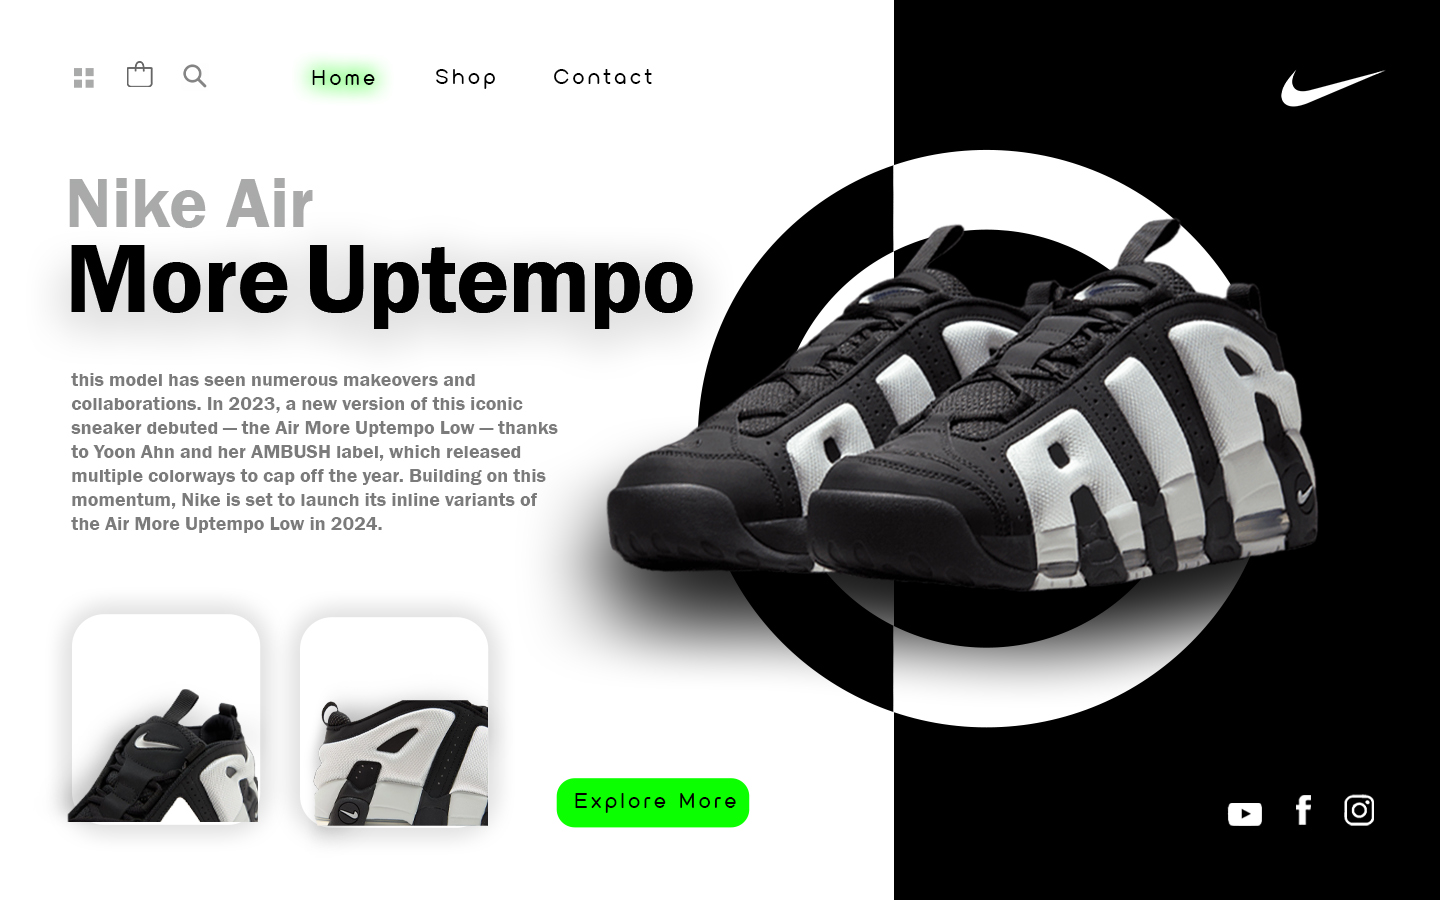 Home Shop Contact
Nike Air
More Uptempo
this model has seen numerous makeovers and
collaborations. In 2023, a new version of this iconic
sneaker debuted — the Air More Uptempo Low — thanks
to Yoon Ahn and her AMBUSH label, which released
multiple colorways to cap off the year. Building on this
momentum, Nike is set to launch its inline variants of
the Air More Uptempo Low in 2024.
AIR
Explore More